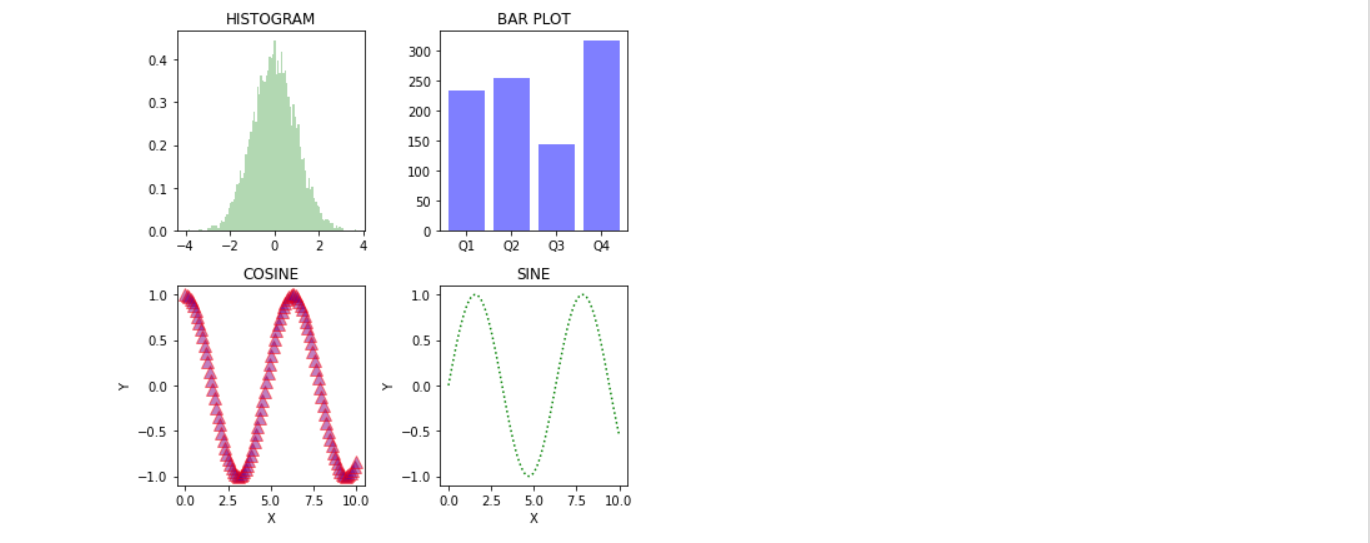 HISTOGRAM
0.4
0.3
0.2
0.1
0.0
−4 −2 0 2 4
BAR PLOT
300
250
200
150
100
50
0
Q1 Q2 Q3 Q4
COSINE
1.0
0.5
Y 0.0
−0.5
−1.0
0.0 2.5 5.0 7.5 10.0
X
SINE
1.0
0.5
Y 0.0
−0.5
−1.0
0.0 2.5 5.0 7.5 10.0
X